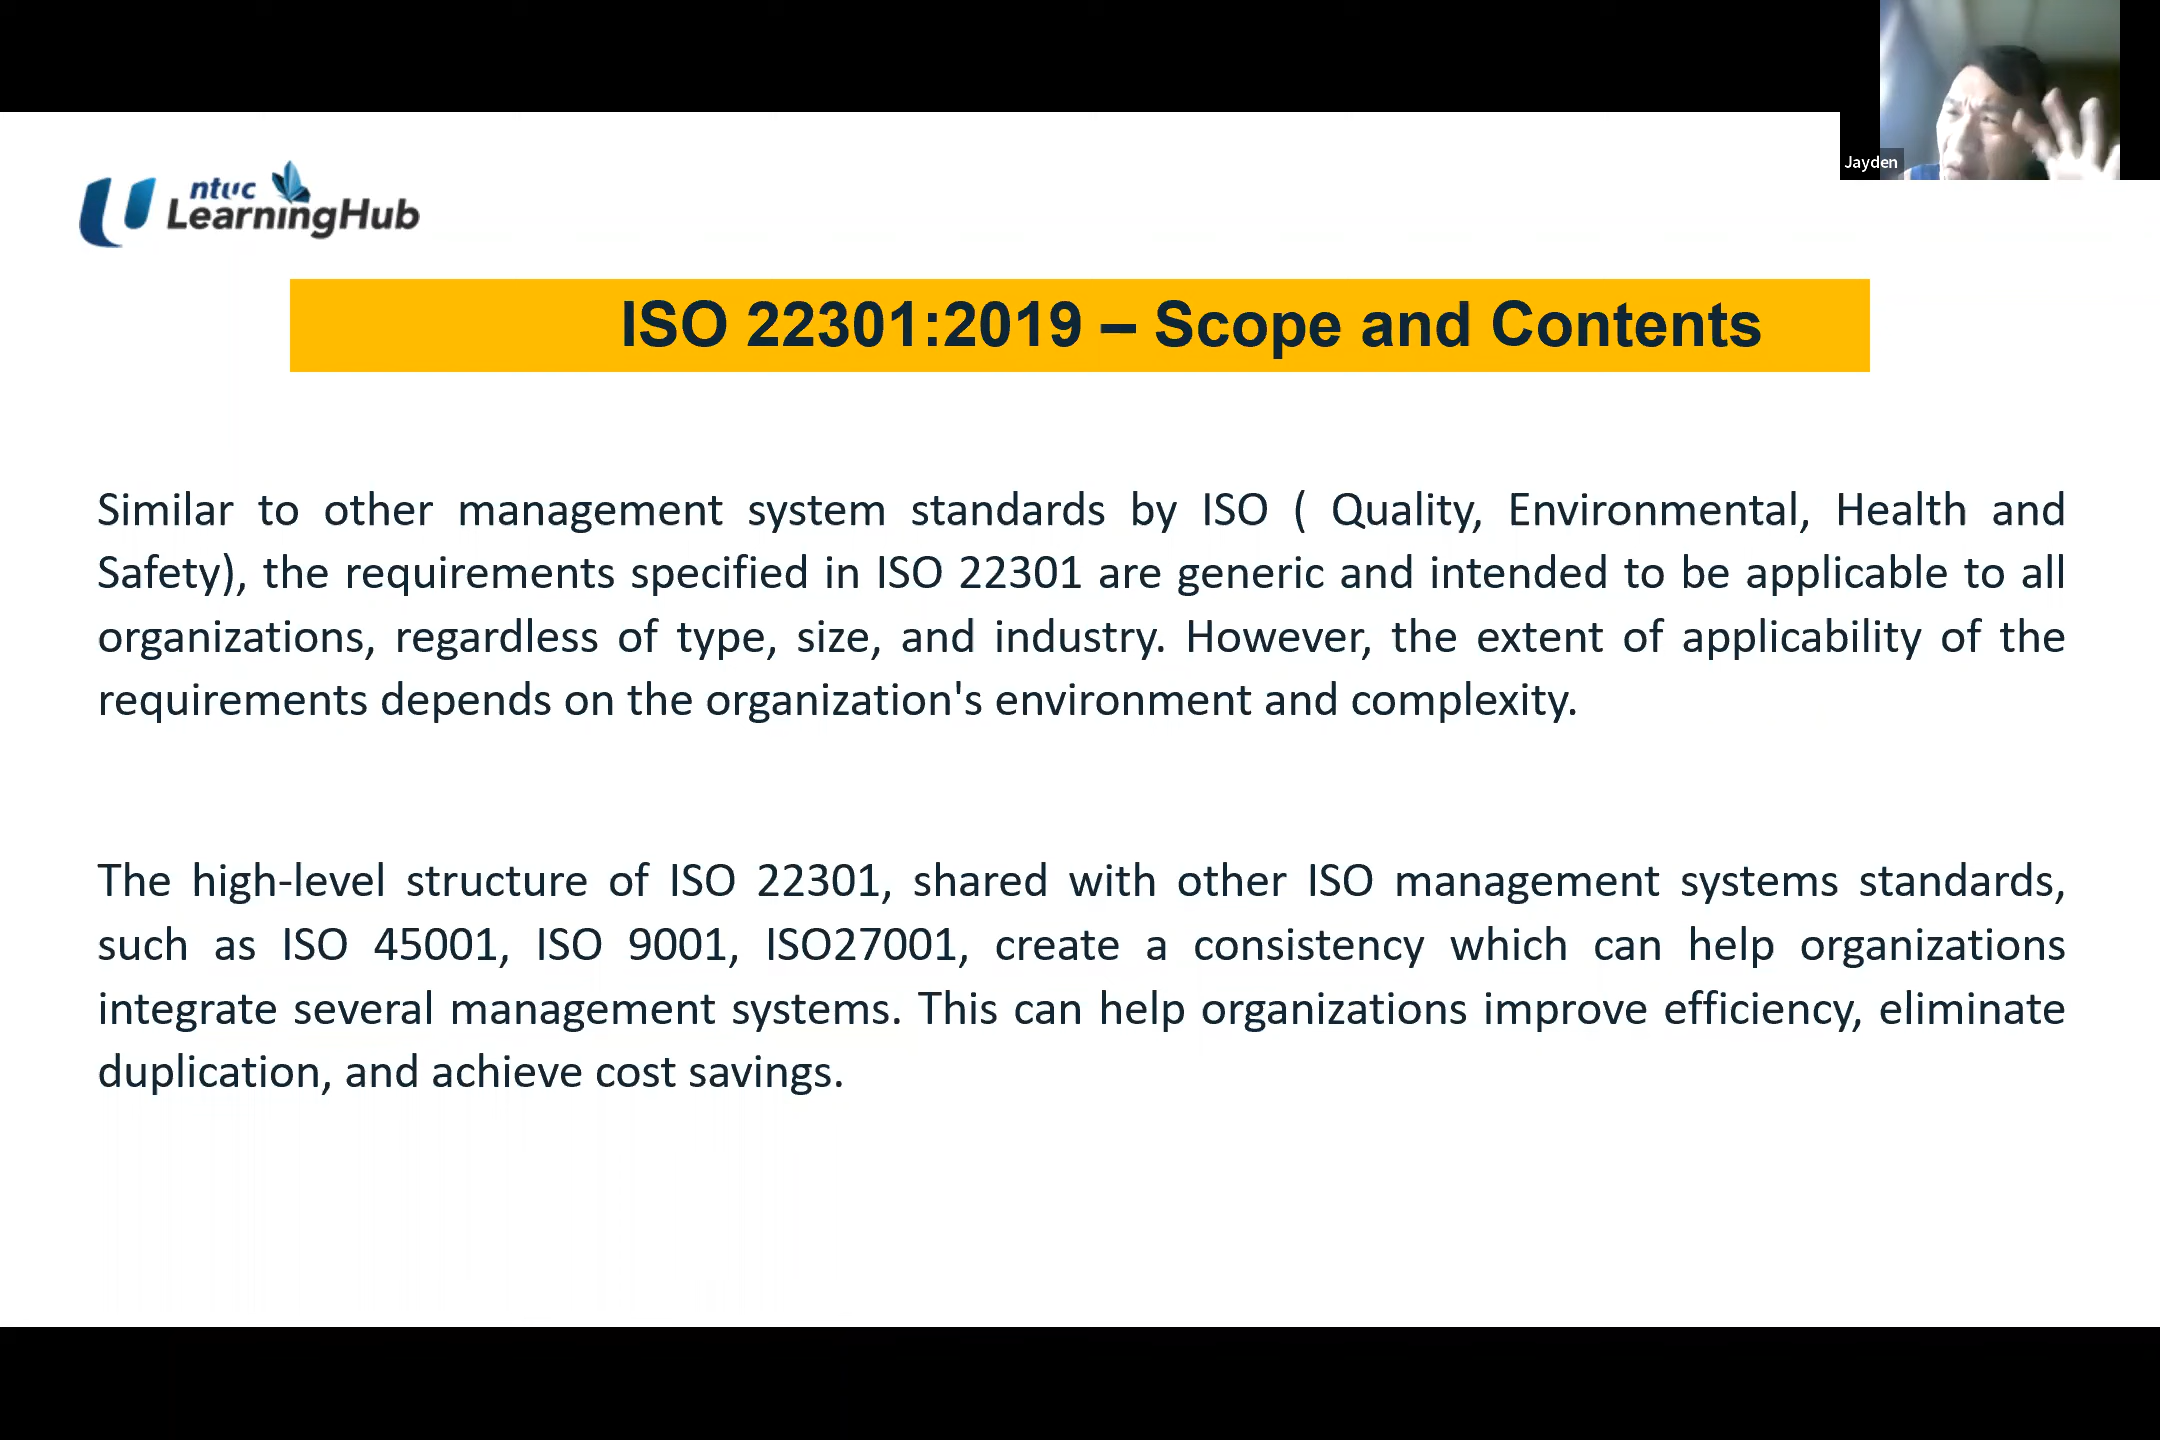 Jayden
ntuc
LearningHub
ISO 22301:2019 – Scope and Contents
Similar to other management system standards by ISO ( Quality, Environmental, Health and
Safety), the requirements specified in ISO 22301 are generic and intended to be applicable to all
organizations, regardless of type, size, and industry. However, the extent of applicability of the
requirements depends on the organization's environment and complexity.
The high-level structure of ISO 22301, shared with other ISO management systems standards,
such as ISO 45001, ISO 9001, ISO27001, create a consistency which can help organizations
integrate several management systems. This can help organizations improve efficiency, eliminate
duplication, and achieve cost savings.